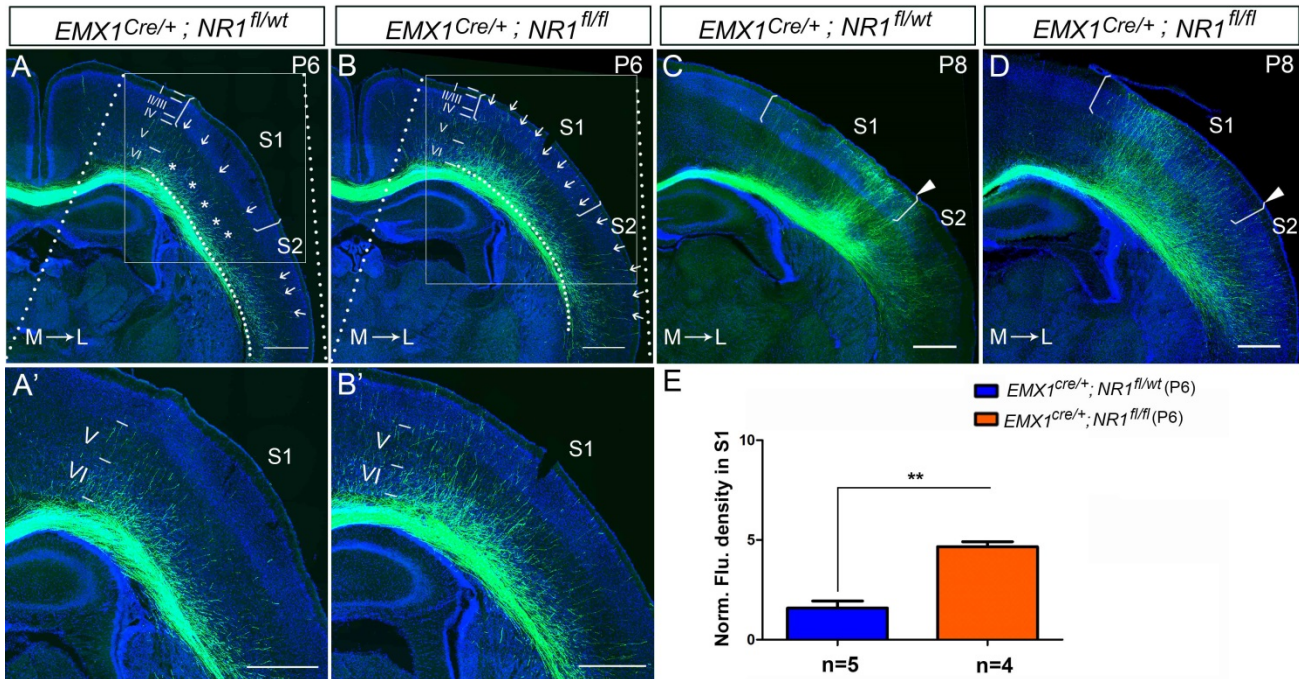 EMX1Cre/+ ; NR1fl/wt
EMX1Cre/+ ; NR1fl/fl
EMX1Cre/+ ; NR1fl/wt
EMX1Cre/+ ; NR1fl/fl
A P6
I
II/III
IV
V
VI
* * * * *
S1
S2
M→L
B P6
I
II/III
IV
V
VI
S1
S2
M→L
C P8
S1
S2
M→L
D P8
S1
S2
M→L
A'
V
VI
S1
B'
V
VI
S1
E
EMX1cre/+; NR1fl/wt (P6)
EMX1cre/+; NR1fl/fl (P6)
Norm. Flu. density in S1
10
5
0
**
n=5
n=4